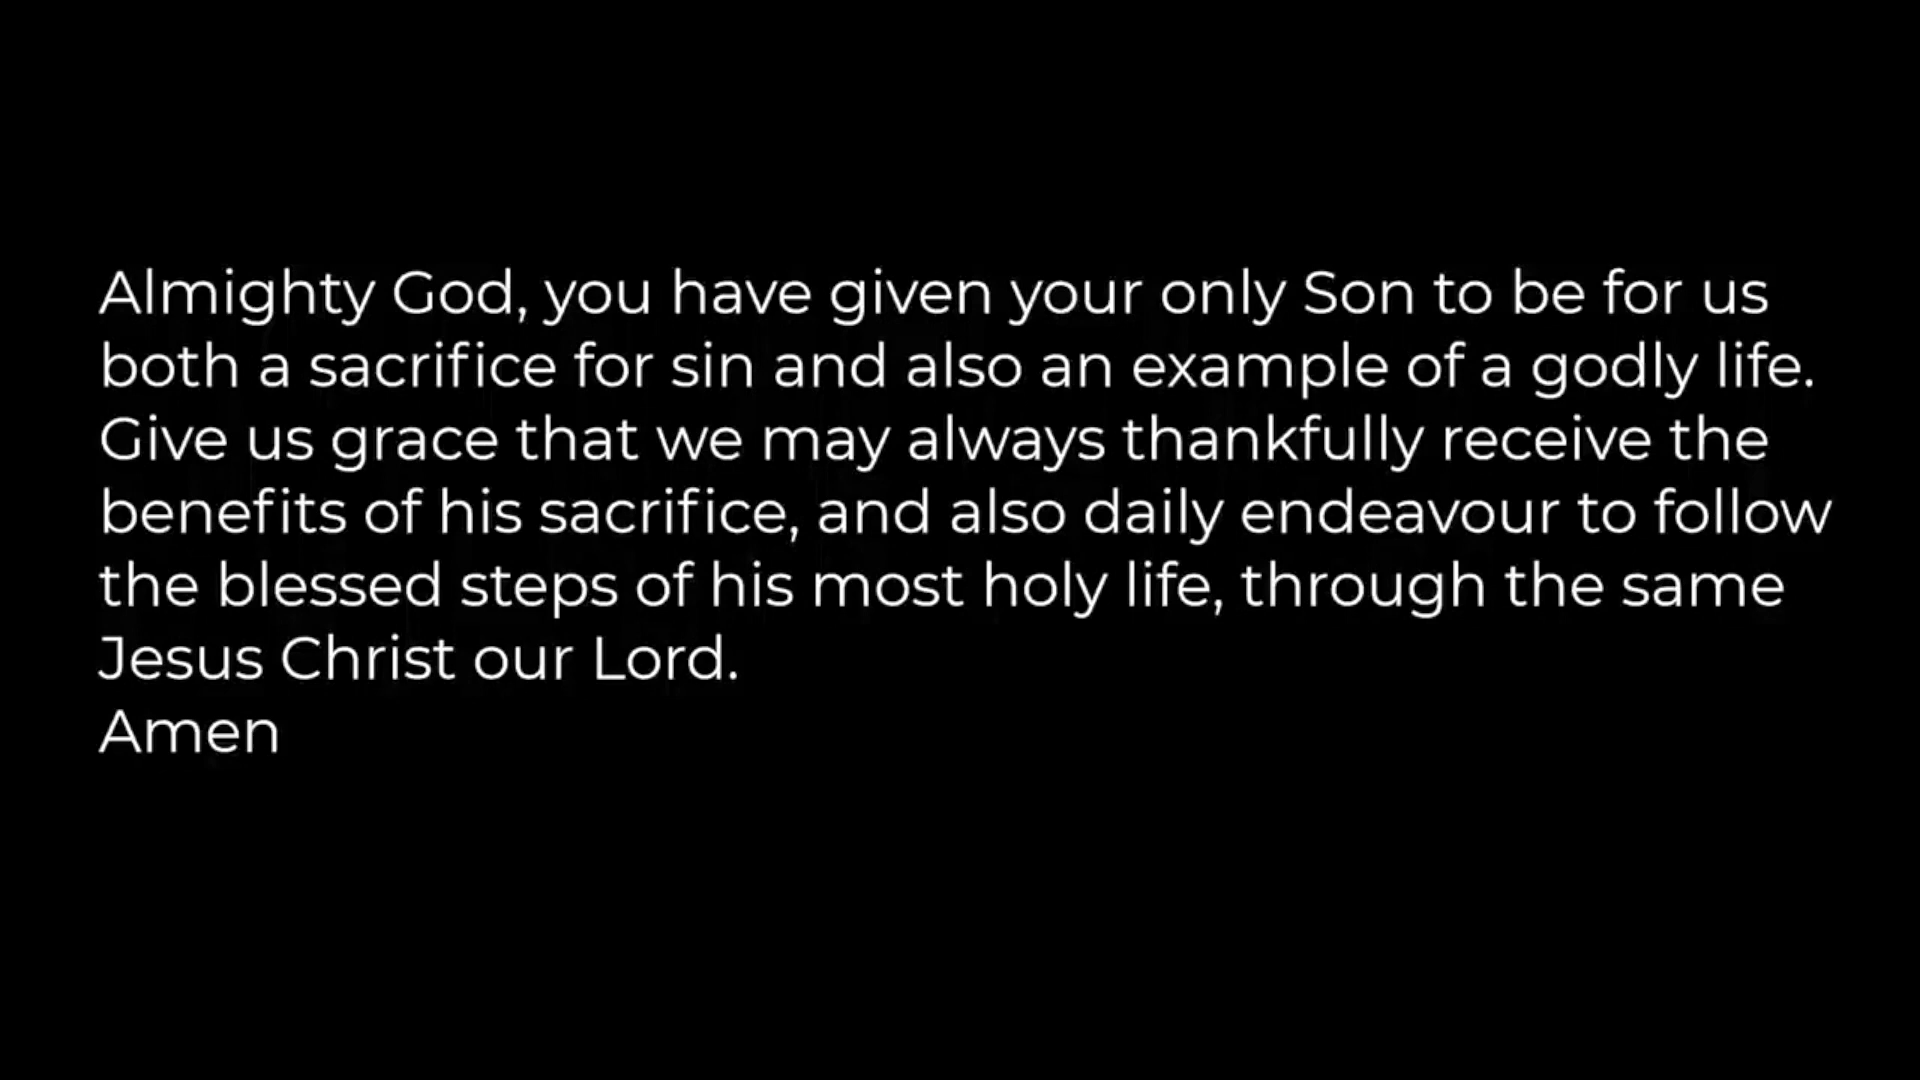 Almighty God, you have given your only Son to be for us
both a sacrifice for sin and also an example of a godly life.
Give us grace that we may always thankfully receive the
benefits of his sacrifice, and also daily endeavour to follow
the blessed steps of his most holy life, through the same
Jesus Christ our Lord.
Amen